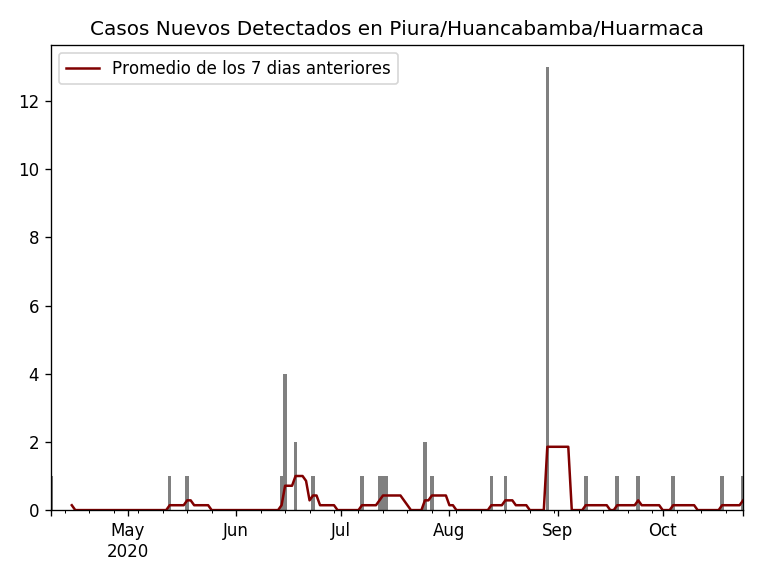 Casos Nuevos Detectados en Piura/Huancabamba/Huarmaca
Promedio de los 7 dias anteriores
12
10
8
6
4
2
0
May Jun Jul Aug Sep Oct
2020